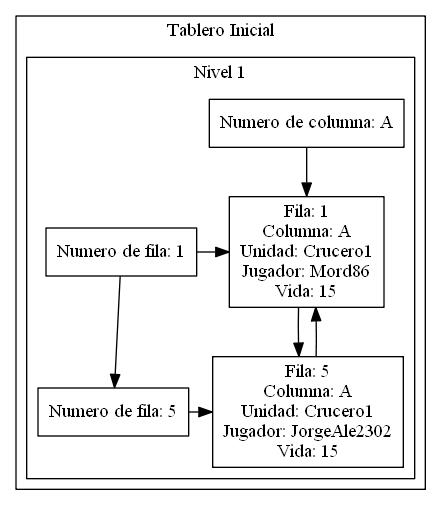 Tablero Inicial
Nivel 1
Numero de columna: A
Numero de fila: 1
Fila: 1
Columna: A
Unidad: Crucero1
Jugador: Mord86
Vida: 15
Numero de fila: 5
Fila: 5
Columna: A
Unidad: Crucero1
Jugador: JorgeAle2302
Vida: 15